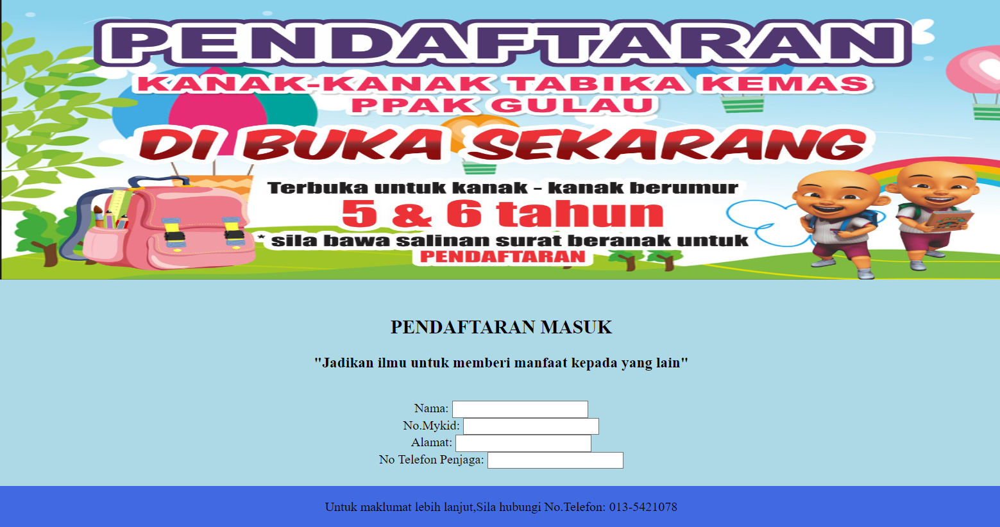 PENDAFTARAN
KANAK-KANAK TABIKA KEMAS
PPAK GULAU
DI BUKA SEKARANG
Terbuka untuk kanak - kanak berumur
5 & 6 tahun
* sila bawa salinan surat beranak untuk
PENDAFTARAN
PENDAFTARAN MASUK
"Jadikan ilmu untuk memberi manfaat kepada yang lain"
Nama:
No.Mykid:
Alamat:
No Telefon Penjaga:
Untuk maklumat lebih lanjut,Sila hubungi No.Telefon: 013-5421078